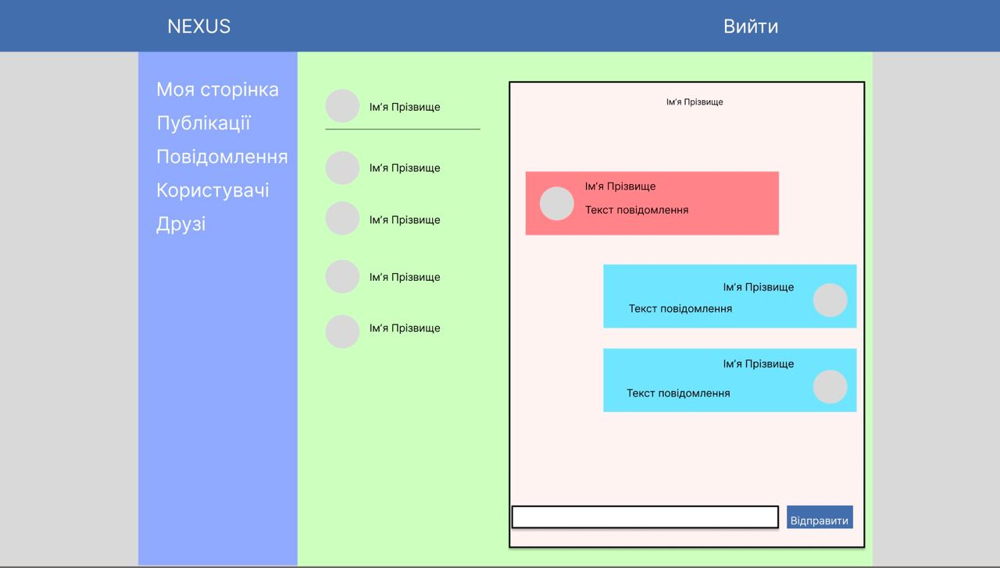 NEXUS
Вийти
Моя сторінка
Публікації
Повідомлення
Користувачі
Друзі
Ім’я Прізвище
Ім’я Прізвище
Ім’я Прізвище
Ім’я Прізвище
Ім’я Прізвище
Ім’я Прізвище
Ім’я Прізвище
Текст повідомлення
Ім’я Прізвище
Текст повідомлення
Ім’я Прізвище
Текст повідомлення
Відправити